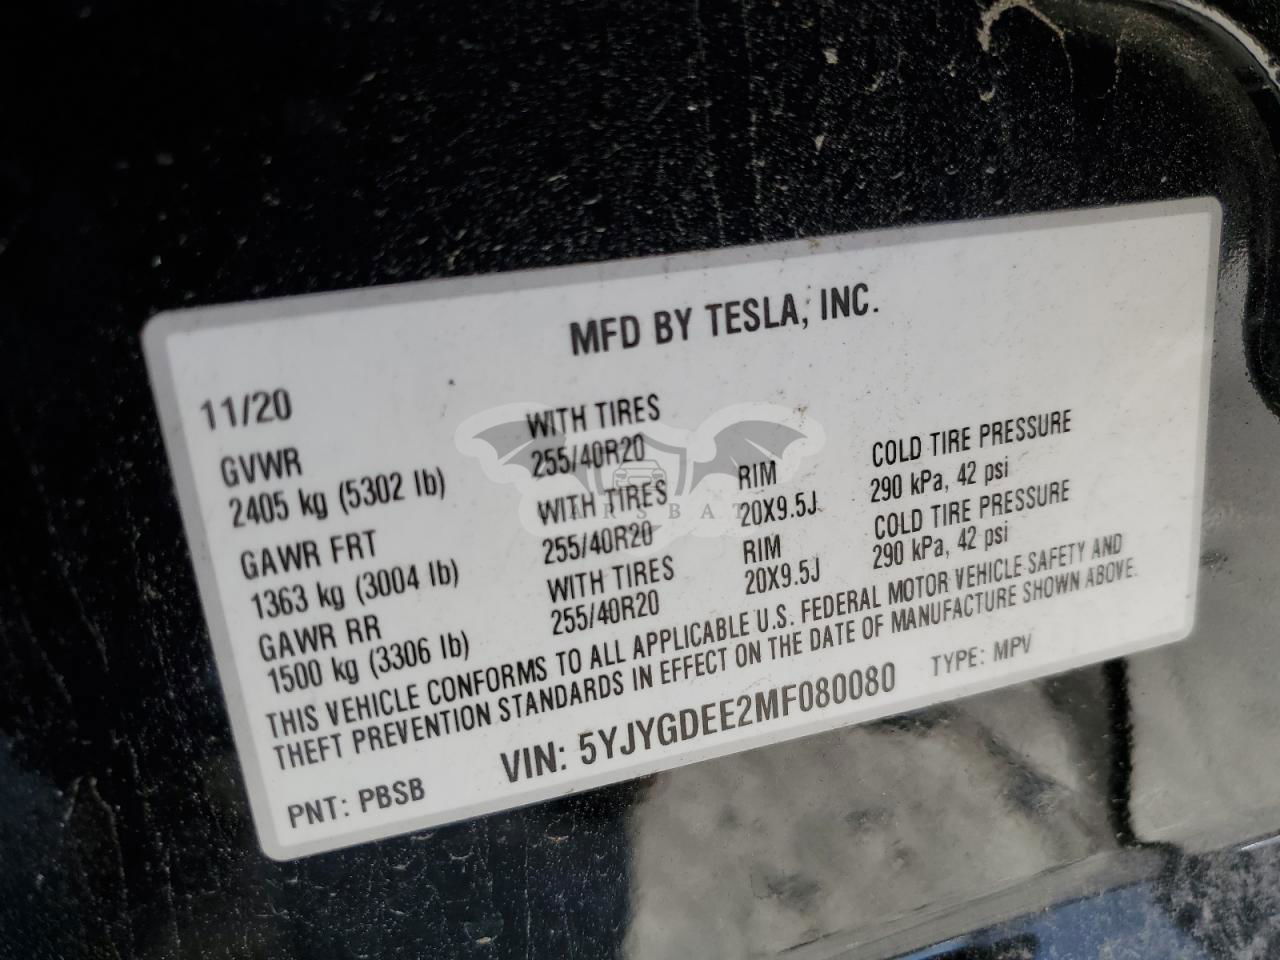 MFD BY TESLA, INC.
11/20
GVWR
2405 kg (5302 lb)
WITH TIRES
255/40R20
GAWR FRT
1363 kg (3004 lb)
WITH TIRES
255/40R20
RIM
20X9.5J
COLD TIRE PRESSURE
290 kPa, 42 psi
GAWR RR
1500 kg (3306 lb)
WITH TIRES
255/40R20
RIM
20X9.5J
COLD TIRE PRESSURE
290 kPa, 42 psi
THIS VEHICLE CONFORMS TO ALL APPLICABLE U.S. FEDERAL MOTOR VEHICLE SAFETY AND
THEFT PREVENTION STANDARDS IN EFFECT ON THE DATE OF MANUFACTURE SHOWN ABOVE.
PNT: PBSB VIN: 5YJYGDEE2MF080080 TYPE: MPV
CARSBAT